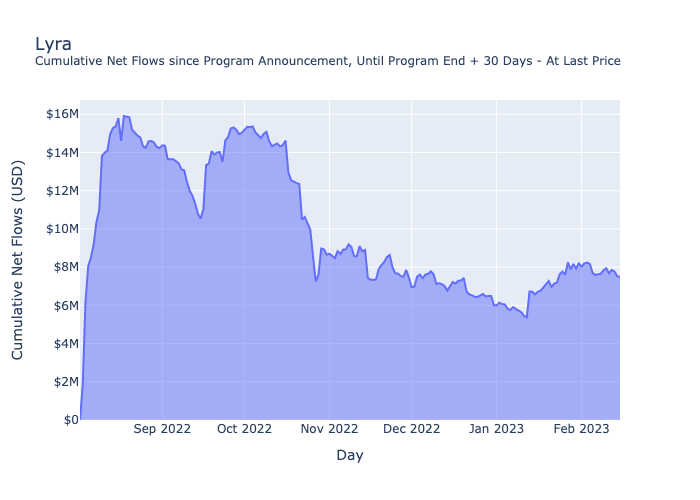 Lyra
Cumulative Net Flows since Program Announcement, Until Program End + 30 Days - At Last Price
Cumulative Net Flows (USD)
$16M
$14M
$12M
$10M
$8M
$6M
$4M
$2M
$0
Sep 2022 Oct 2022 Nov 2022 Dec 2022 Jan 2023 Feb 2023
Day